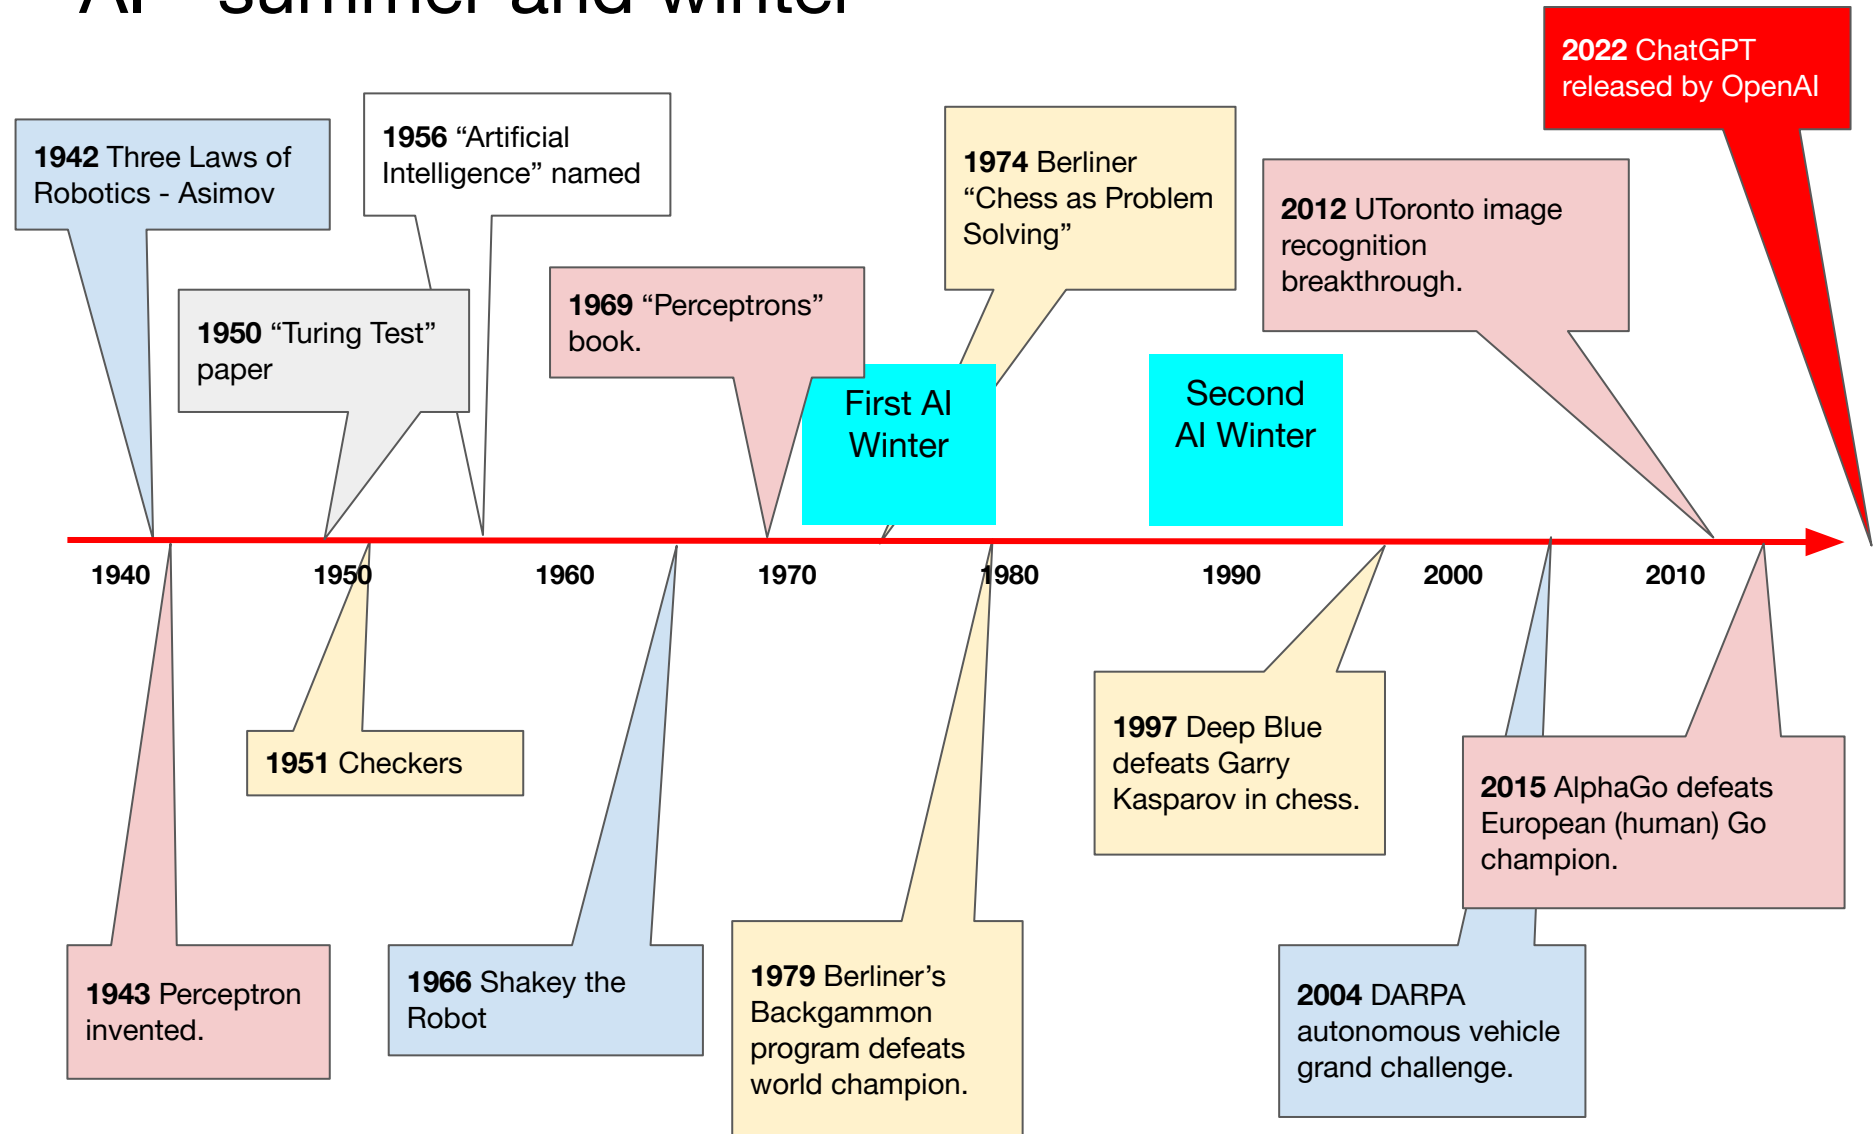 AI - summer and winter
2022 ChatGPT
released by OpenAI
1942 Three Laws of
Robotics - Asimov
1956 “Artificial
Intelligence” named
1974 Berliner
“Chess as Problem
Solving”
2012 UToronto image
recognition
breakthrough.
1950 “Turing Test”
paper
1969 “Perceptrons”
book.
First AI
Winter
Second
AI Winter
1940
1950
1960
1970
1980
1990
2000
2010
1951 Checkers
1997 Deep Blue
defeats Garry
Kasparov in chess.
2015 AlphaGo defeats
European (human) Go
champion.
1943 Perceptron
invented.
1966 Shakey the
Robot
1979 Berliner’s
Backgammon
program defeats
world champion.
2004 DARPA
autonomous vehicle
grand challenge.